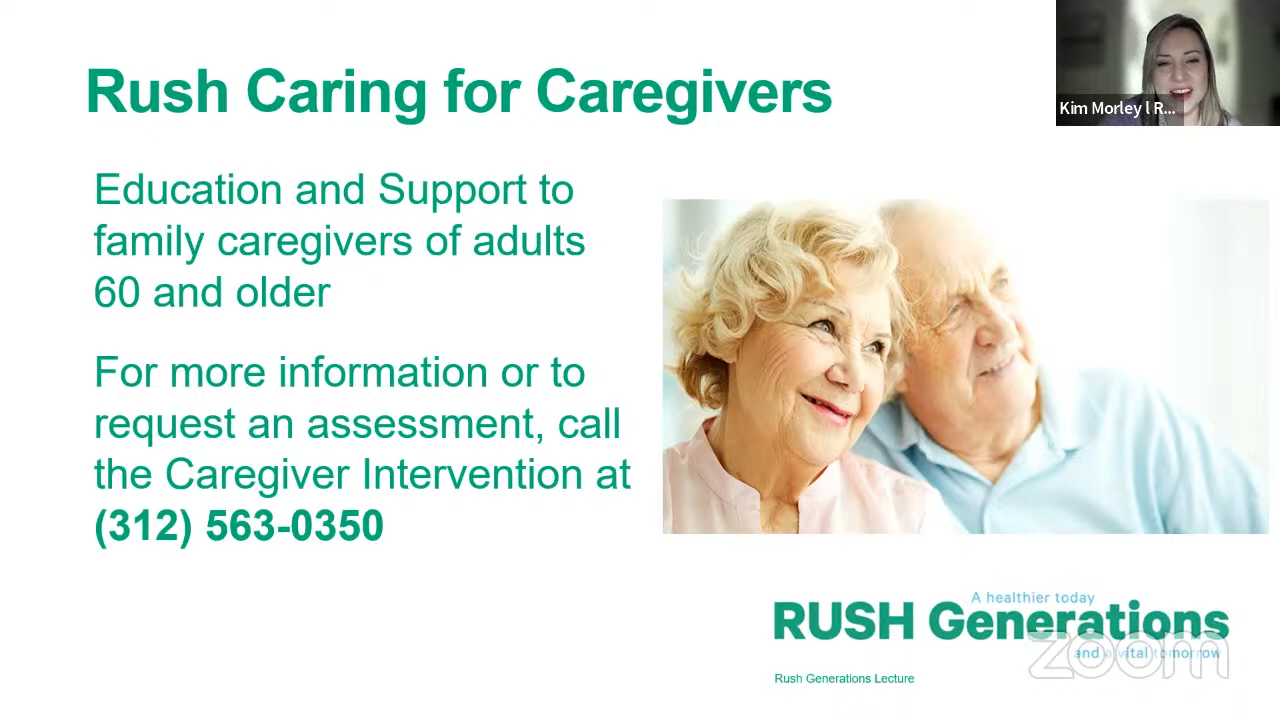 Rush Caring for Caregivers
Kim Morley l R...
Education and Support to
family caregivers of adults
60 and older
For more information or to
request an assessment, call
the Caregiver Intervention at
(312) 563-0350
A healthier today
RUSH Generations
and a vital tomorrow
zoom
Rush Generations Lecture